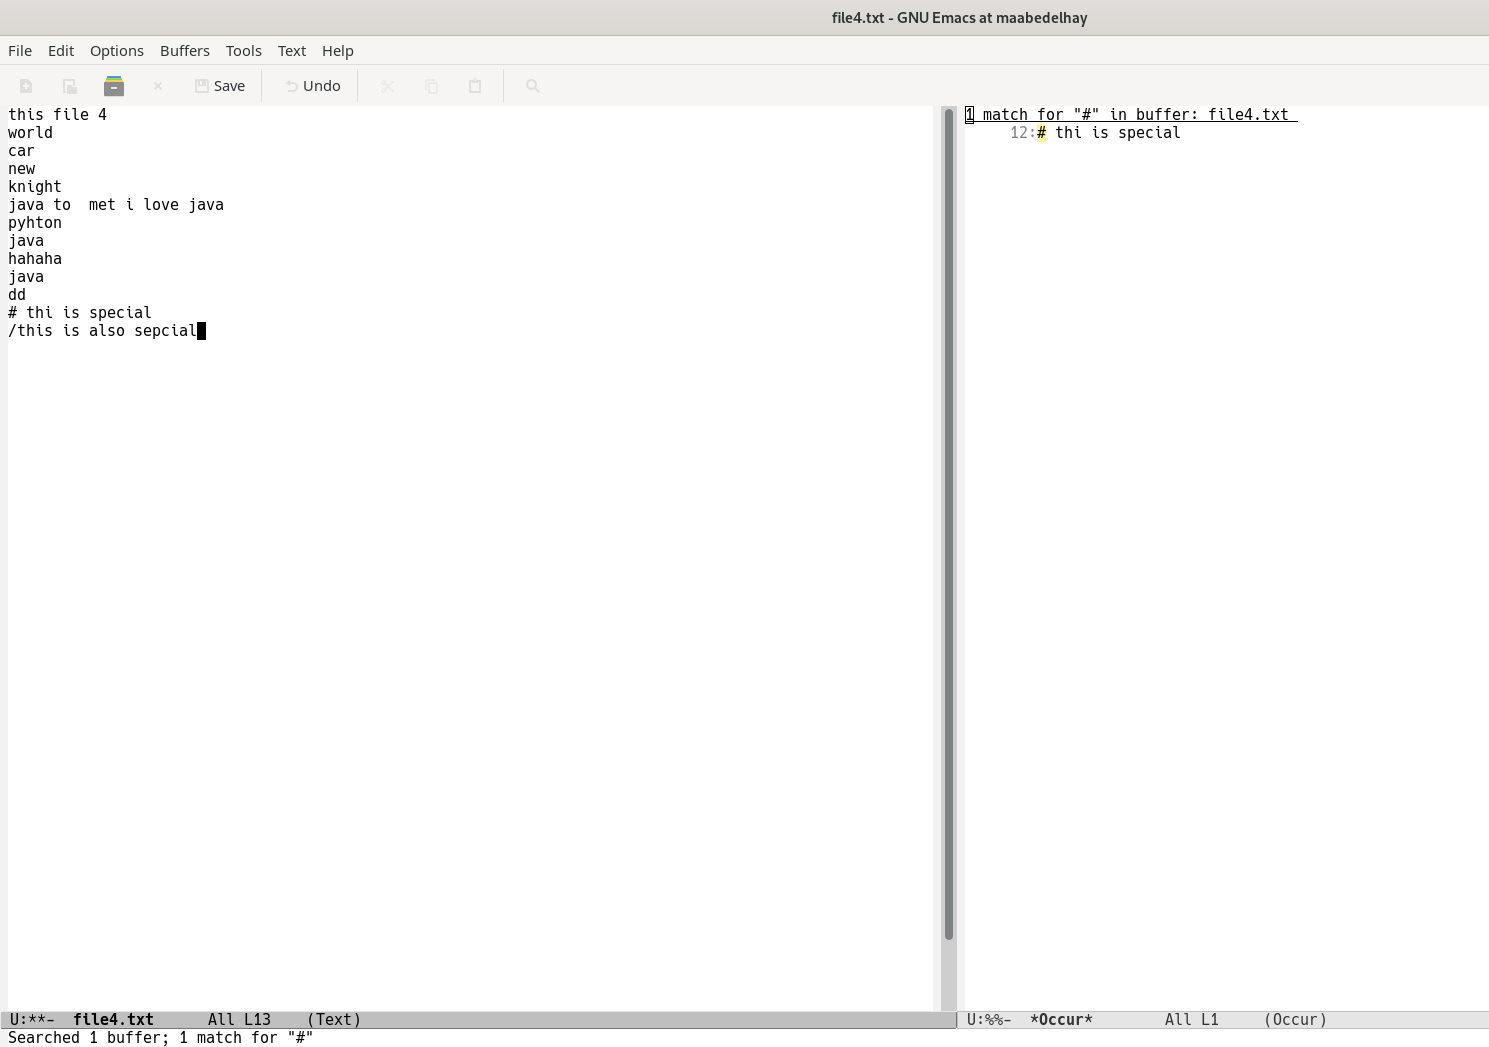 file4.txt - GNU Emacs at maabedelhay
File Edit Options Buffers Tools Text Help
Save Undo
this file 4
world
car
new
knight
java to  met i love java
pyhton
java
hahaha
java
dd
# thi is special
/this is also sepcial
1 match for "#" in buffer: file4.txt
12:# thi is special
U:**-  file4.txt      All L13    (Text)
U:%%-  *Occur*        All L1     (Occur)
Searched 1 buffer; 1 match for "#"